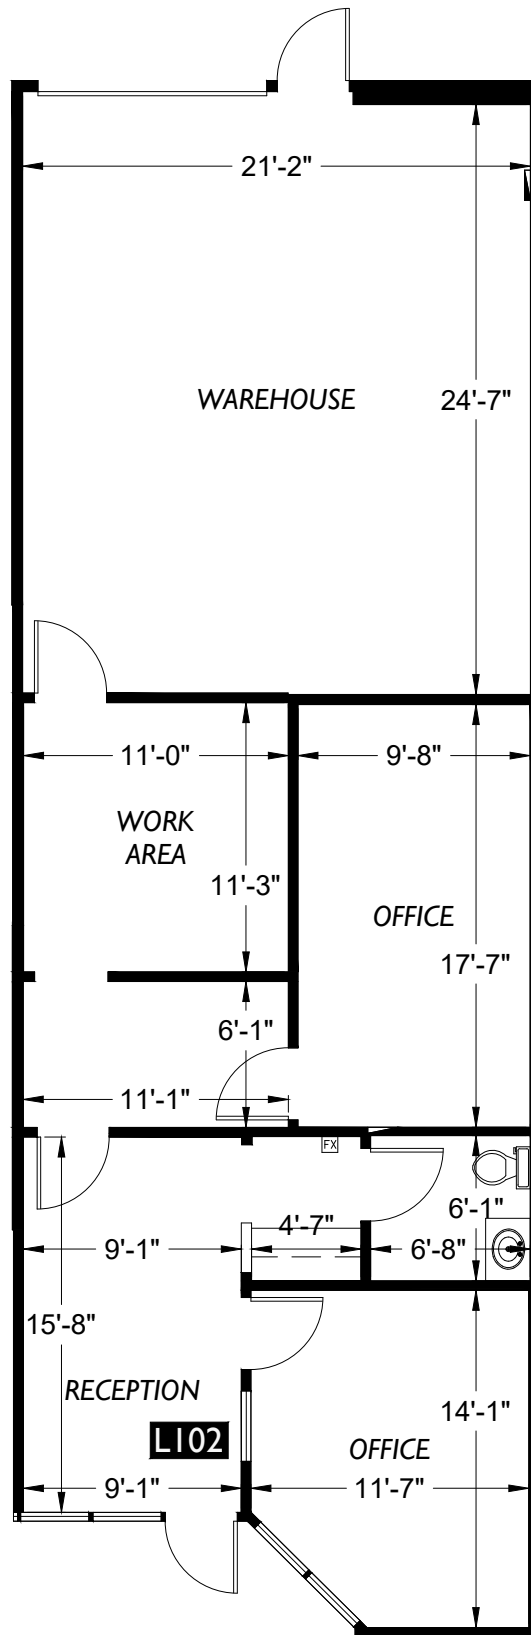 21'-2"
WAREHOUSE
24'-7"
11'-0"
9'-8"
WORK
AREA
11'-3"
OFFICE
17'-7"
6'-1"
11'-1"
FX
4'-7"
6'-1"
9'-1"
6'-8"
15'-8"
RECEPTION
14'-1"
L102
OFFICE
9'-1"
11'-7"